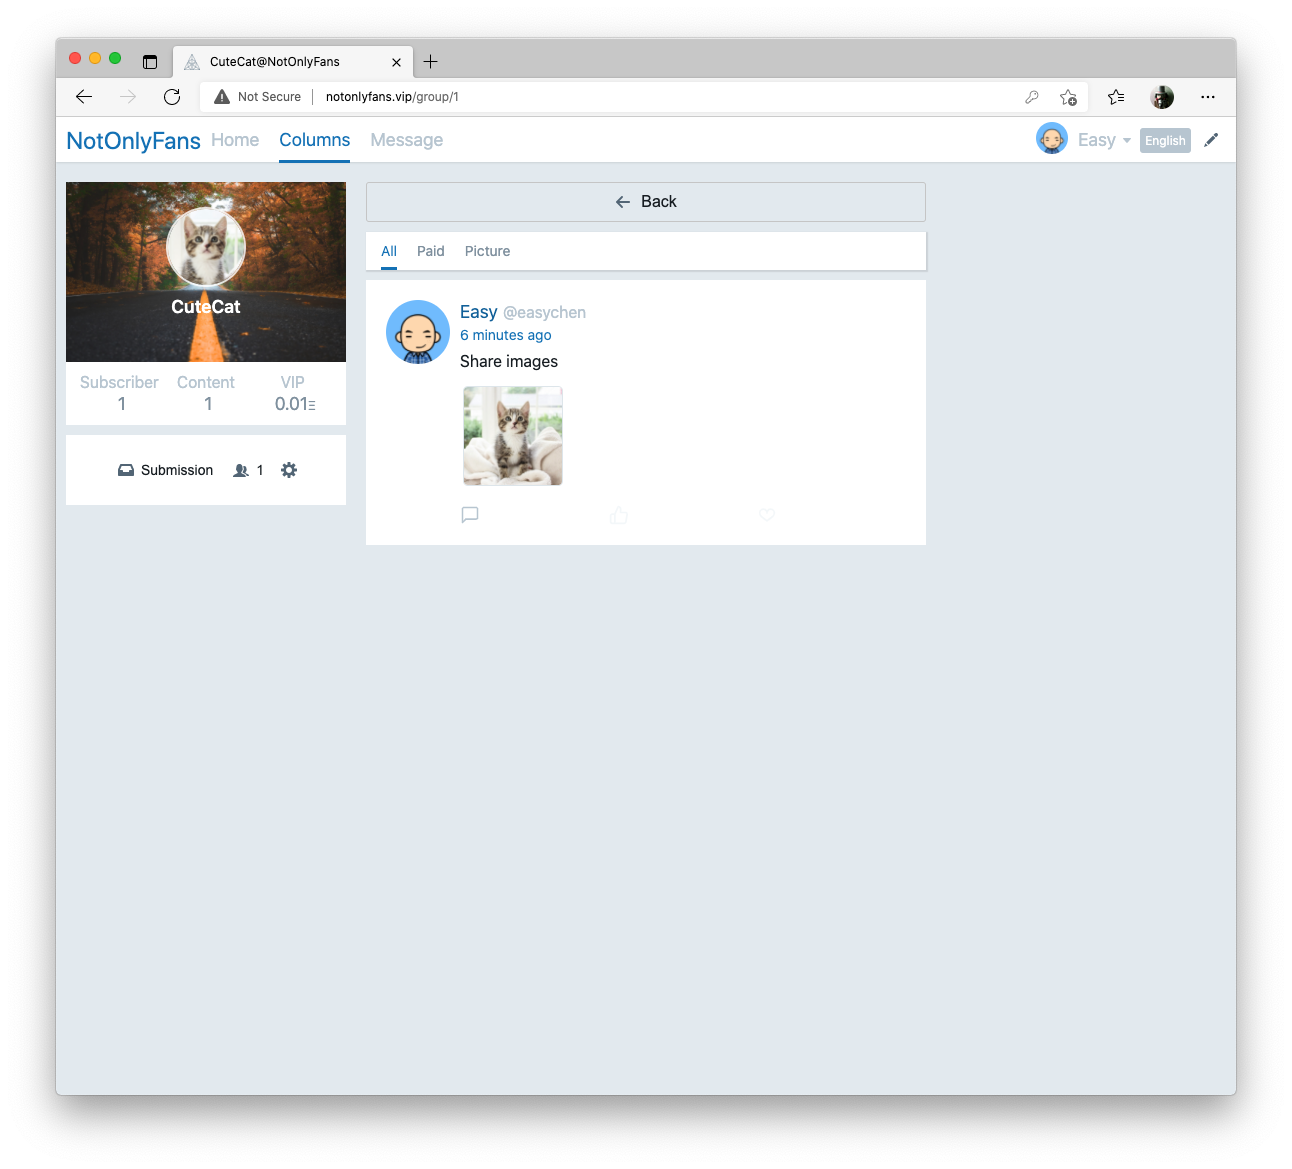 CuteCat@NotOnlyFans
Not Secure notonlyfans.vip/group/1
NotOnlyFans Home Columns Message Easy English
CuteCat
Subscriber Content VIP
1 1 0.01Ξ
Submission 1
Back
All Paid Picture
Easy @easychen
6 minutes ago
Share images